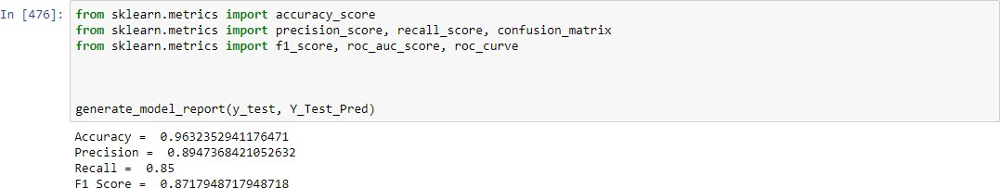 In [476]: from sklearn.metrics import accuracy_score
from sklearn.metrics import precision_score, recall_score, confusion_matrix
from sklearn.metrics import f1_score, roc_auc_score, roc_curve
generate_model_report(y_test, Y_Test_Pred)
Accuracy =  0.9632352941176471
Precision =  0.8947368421052632
Recall =  0.85
F1 Score =  0.8717948717948718